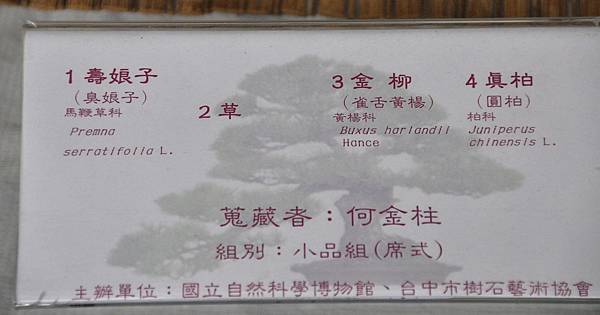 1 壽娘子
(臭娘子)
馬鞭草科
Premna
serratifolia L.
2 草
3 金 柳
(雀舌黃楊)
黃楊科
Buxus harlandii
Hance
4 真柏
(圓柏)
柏科
Juniperus
chinensis L.
蒐藏者：何金柱
組別：小品組(席式)
主辦單位：國立自然科學博物館、台中市樹石藝術協會